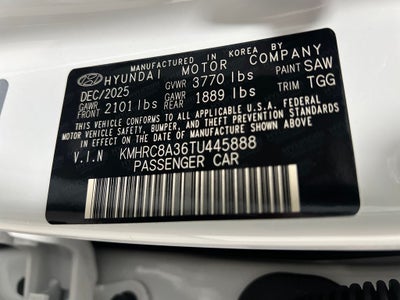 MANUFACTURED IN KOREA BY
HYUNDAI MOTOR COMPANY
DEC/2025 GVWR 3770 lbs PAINT SAW
GAWR FRONT 2101 lbs GAWR REAR 1889 lbs TRIM TGG
THIS VEHICLE CONFORMS TO ALL APPLICABLE U.S.A. FEDERAL
MOTOR VEHICLE SAFETY, BUMPER, AND THEFT PREVENTION STANDARDS
IN EFFECT ON THE DATE OF MANUFACTURE SHOWN ABOVE.
V.I.N KMHRC8A36TU445888
PASSENGER CAR